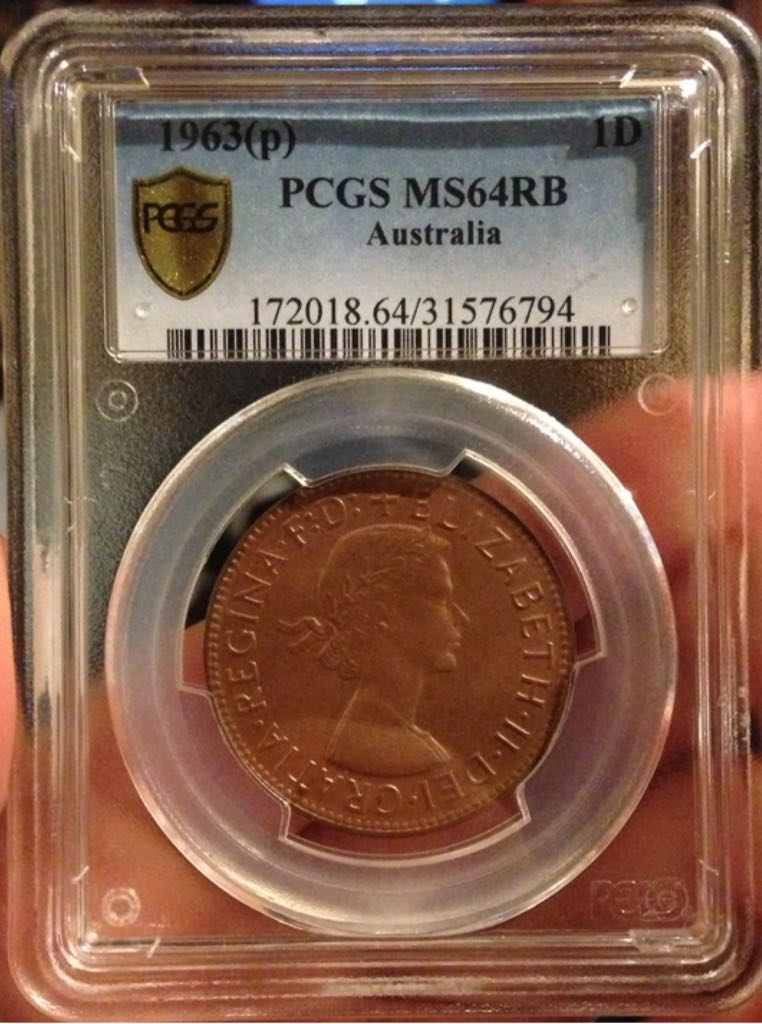 1963(p) 1D
PCGS
PCGS MS64RB
Australia
172018.64/31576794
+ ELIZABETH·II·DEI·GRATIA·REGINA·F:D:
PCGS